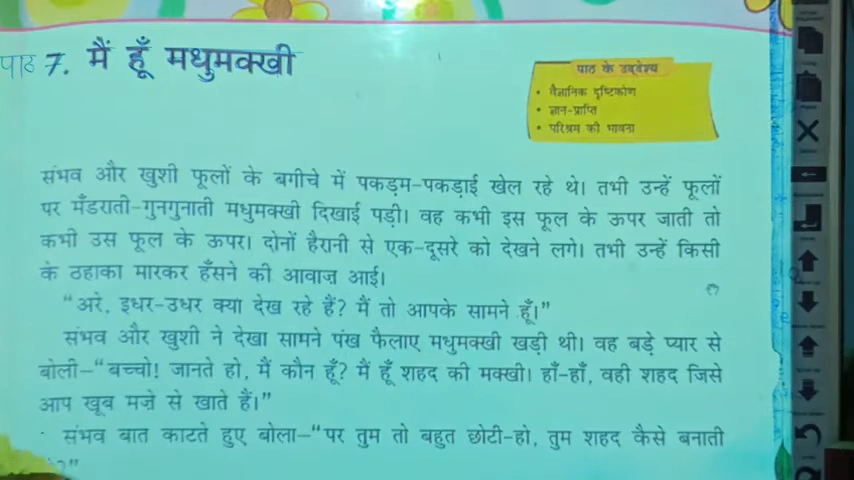 पाठ 7. मैं हूँ मधुमक्खी
पाठ के उद्देश्य
• वैज्ञानिक दृष्टिकोण
• ज्ञान-प्राप्ति
• परिश्रम की भावना
संभव और खुशी फूलों के बगीचे में पकड़म-पकड़ाई खेल रहे थे। तभी उन्हें फूलों
पर मँडराती-गुनगुनाती मधुमक्खी दिखाई पड़ी। वह कभी इस फूल के ऊपर जाती तो
कभी उस फूल के ऊपर। दोनों हैरानी से एक-दूसरे को देखने लगे। तभी उन्हें किसी
के ठहाका मारकर हँसने की आवाज़ आई।
“अरे, इधर-उधर क्या देख रहे हैं? मैं तो आपके सामने हूँ।”
संभव और खुशी ने देखा सामने पंख फैलाए मधुमक्खी खड़ी थी। वह बड़े प्यार से
बोली–“बच्चो! जानते हो, मैं कौन हूँ? मैं हूँ शहद की मक्खी। हाँ-हाँ, वही शहद जिसे
आप खूब मज़े से खाते हैं।”
संभव बात काटते हुए बोला–“पर तुम तो बहुत छोटी-हो, तुम शहद कैसे बनाती